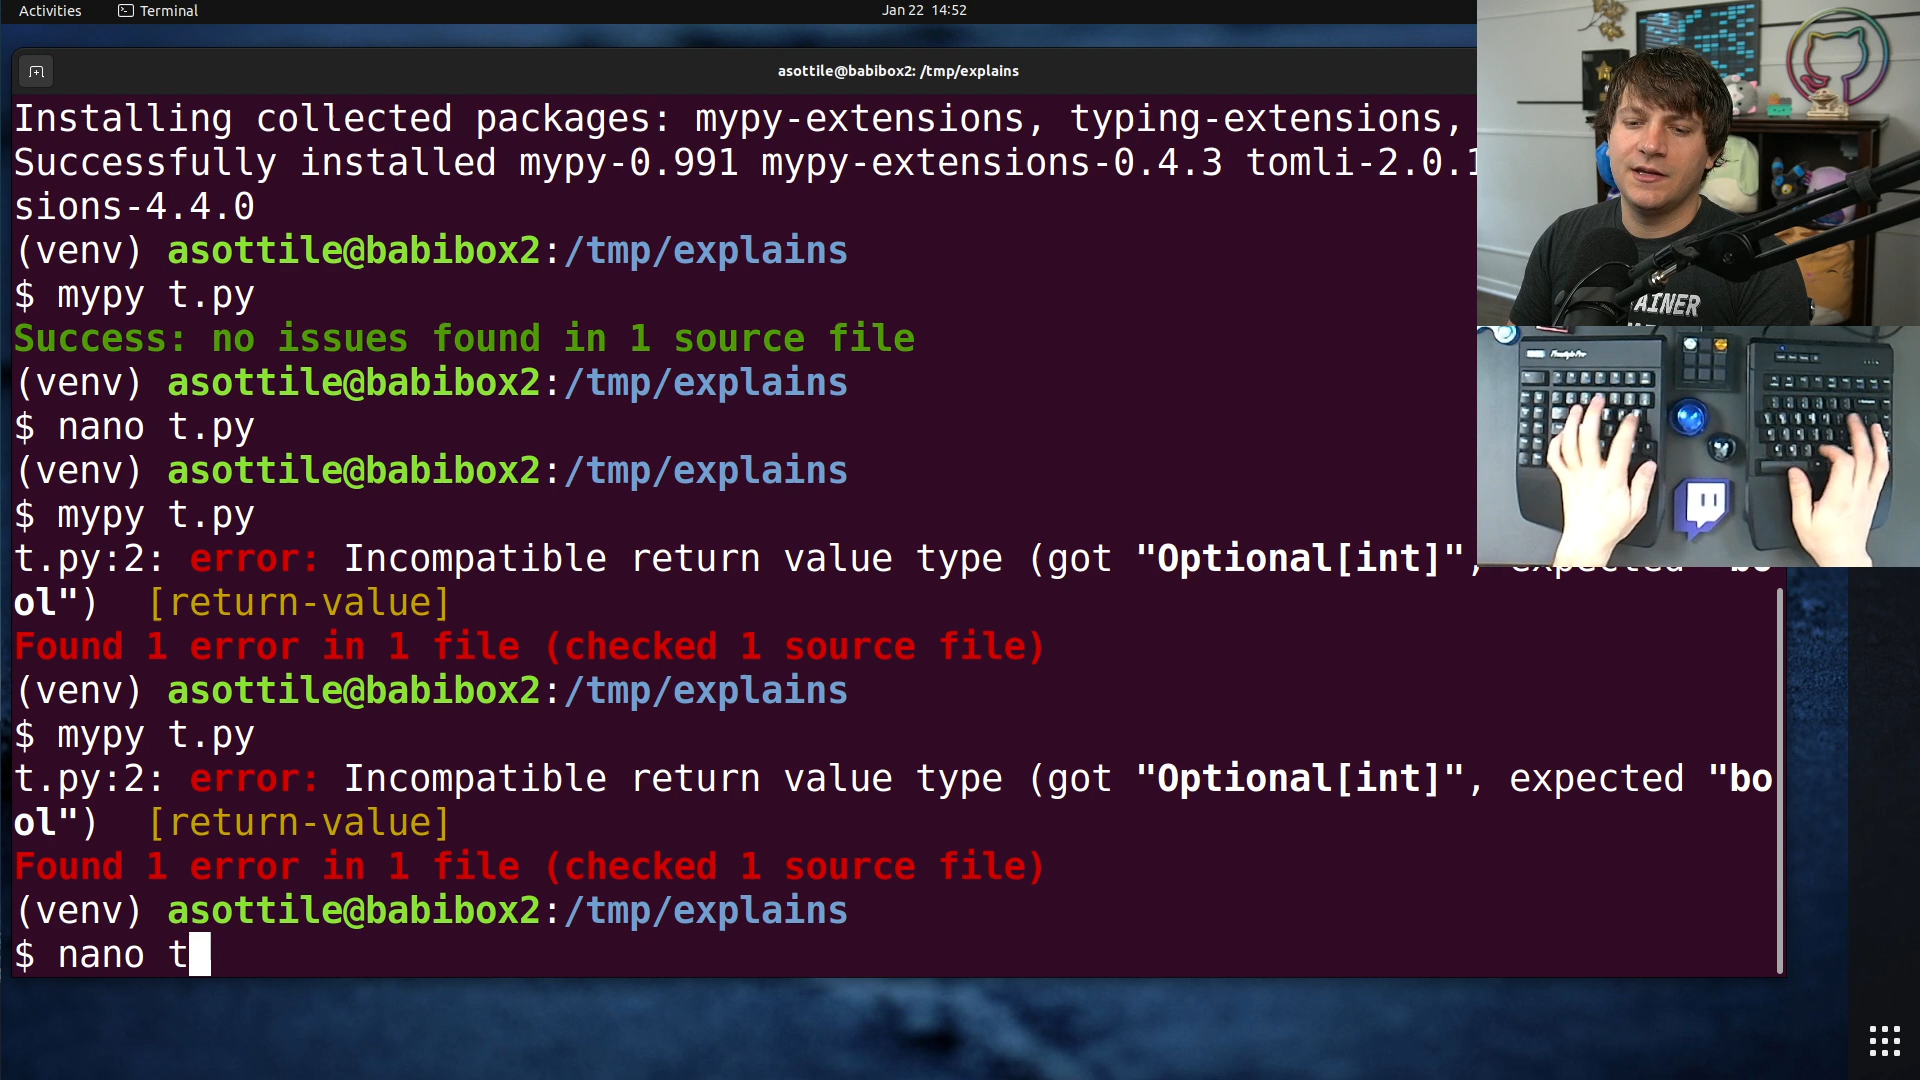 Activities Terminal Jan 22 14:52
asottile@babibox2: /tmp/explains
Installing collected packages: mypy-extensions, typing-extensions,
Successfully installed mypy-0.991 mypy-extensions-0.4.3 tomli-2.0.1
sions-4.4.0
(venv) asottile@babibox2:/tmp/explains
$ mypy t.py
Success: no issues found in 1 source file
(venv) asottile@babibox2:/tmp/explains
$ nano t.py
(venv) asottile@babibox2:/tmp/explains
$ mypy t.py
t.py:2: error: Incompatible return value type (got "Optional[int]", expected "bo
ol") [return-value]
Found 1 error in 1 file (checked 1 source file)
(venv) asottile@babibox2:/tmp/explains
$ mypy t.py
t.py:2: error: Incompatible return value type (got "Optional[int]", expected "bo
ol") [return-value]
Found 1 error in 1 file (checked 1 source file)
(venv) asottile@babibox2:/tmp/explains
$ nano t
AINER